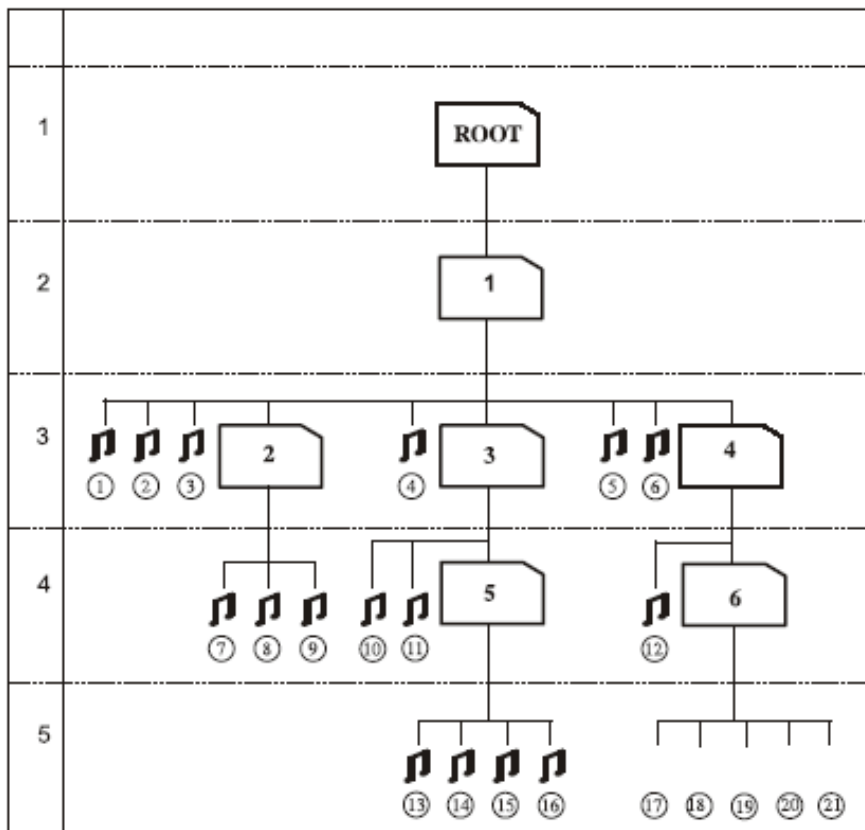 1
ROOT
2
1
3
2
3
4
① ② ③ ④ ⑤ ⑥
4
5
6
⑦ ⑧ ⑨ ⑩ ⑪ ⑫
5
⑬ ⑭ ⑮ ⑯ ⑰ ⑱ ⑲ ⑳ ㉑